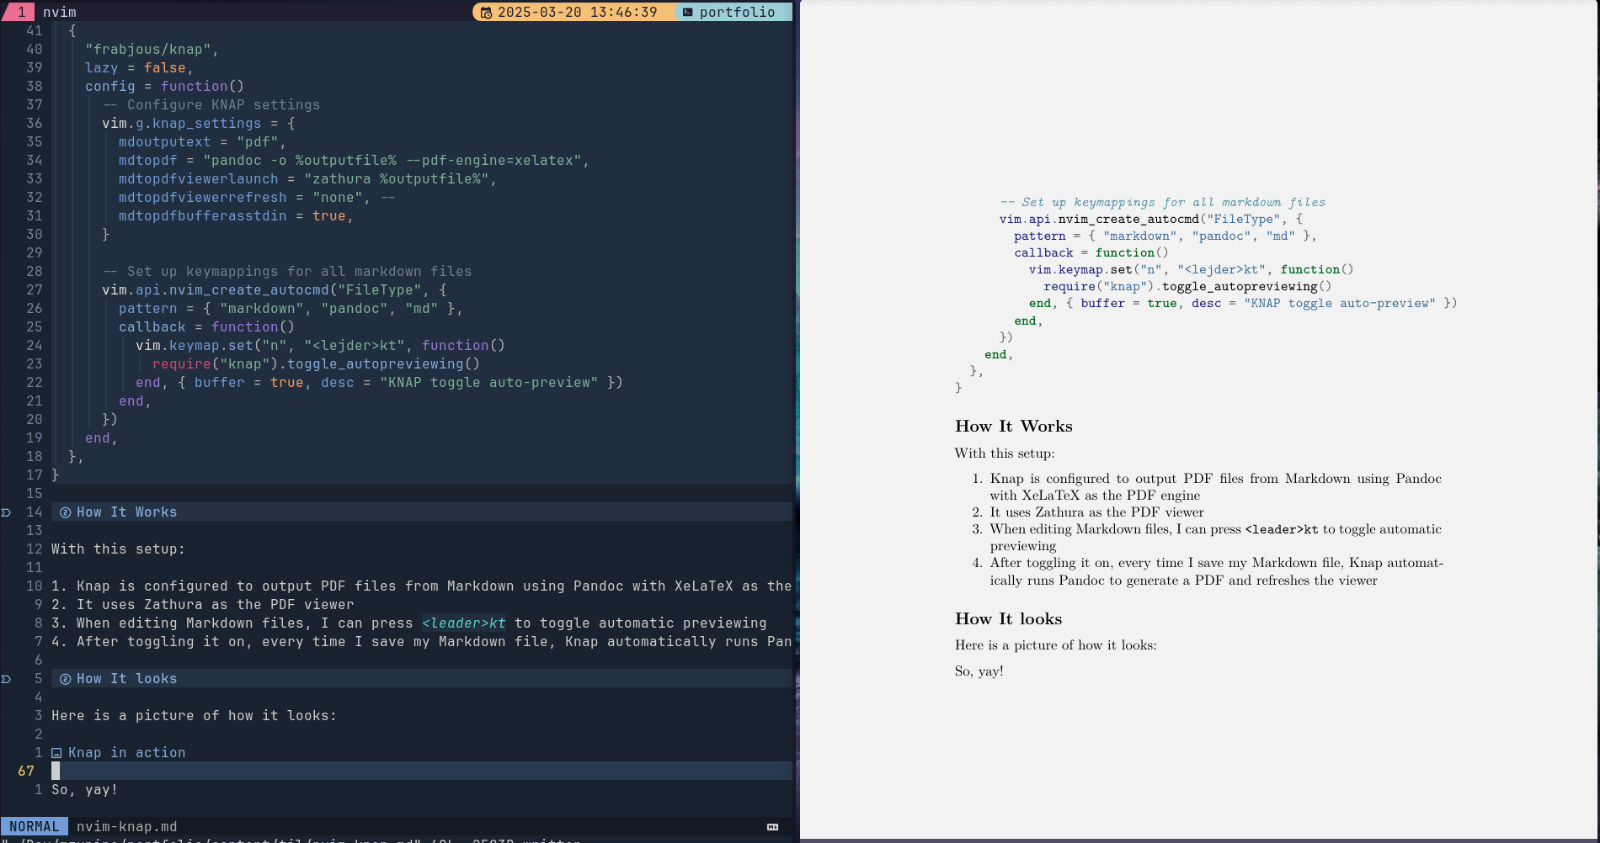 1 nvim 2025-03-20 13:46:39 portfolio
41 {
40 "frabjous/knap",
39 lazy = false,
38 config = function()
37 -- Configure KNAP settings
36 vim.g.knap_settings = {
35 mdoutputext = "pdf",
34 mdtopdf = "pandoc -o %outputfile% --pdf-engine=xelatex",
33 mdtopdfviewerlaunch = "zathura %outputfile%",
32 mdtopdfviewerrefresh = "none", --
31 mdtopdfbufferasstdin = true,
30 }
29
28 -- Set up keymappings for all markdown files
27 vim.api.nvim_create_autocmd("FileType", {
26 pattern = { "markdown", "pandoc", "md" },
25 callback = function()
24 vim.keymap.set("n", "<lejder>kt", function()
23 require("knap").toggle_autopreviewing()
22 end, { buffer = true, desc = "KNAP toggle auto-preview" })
21 end,
20 })
19 end,
18 },
17 }
15
14 2 How It Works
13
12 With this setup:
11
10 1. Knap is configured to output PDF files from Markdown using Pandoc with XeLaTeX as the
9 2. It uses Zathura as the PDF viewer
8 3. When editing Markdown files, I can press <leader>kt to toggle automatic previewing
7 4. After toggling it on, every time I save my Markdown file, Knap automatically runs Pan
6
5 2 How It looks
4
3 Here is a picture of how it looks:
2
1 Knap in action
67
1 So, yay!
NORMAL nvim-knap.md
-- Set up keymappings for all markdown files
vim.api.nvim_create_autocmd("FileType", {
pattern = { "markdown", "pandoc", "md" },
callback = function()
vim.keymap.set("n", "<lejder>kt", function()
require("knap").toggle_autopreviewing()
end, { buffer = true, desc = "KNAP toggle auto-preview" })
end,
})
end,
},
}
How It Works
With this setup:
1. Knap is configured to output PDF files from Markdown using Pandoc
with XeLaTeX as the PDF engine
2. It uses Zathura as the PDF viewer
3. When editing Markdown files, I can press <leader>kt to toggle automatic
previewing
4. After toggling it on, every time I save my Markdown file, Knap automat-
ically runs Pandoc to generate a PDF and refreshes the viewer
How It looks
Here is a picture of how it looks:
So, yay!